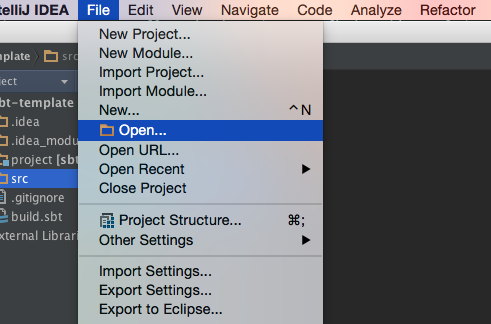 telliJ IDEA File Edit View Navigate Code Analyze Refactor
mplate src
ject
bt-template
.idea
.idea_modu
project [sbt
src
.gitignore
build.sbt
xternal Librari
New Project...
New Module...
Import Project...
Import Module...
New... ^N
Open...
Open URL...
Open Recent
Close Project
Project Structure... ⌘;
Other Settings
Import Settings...
Export Settings...
Export to Eclipse...